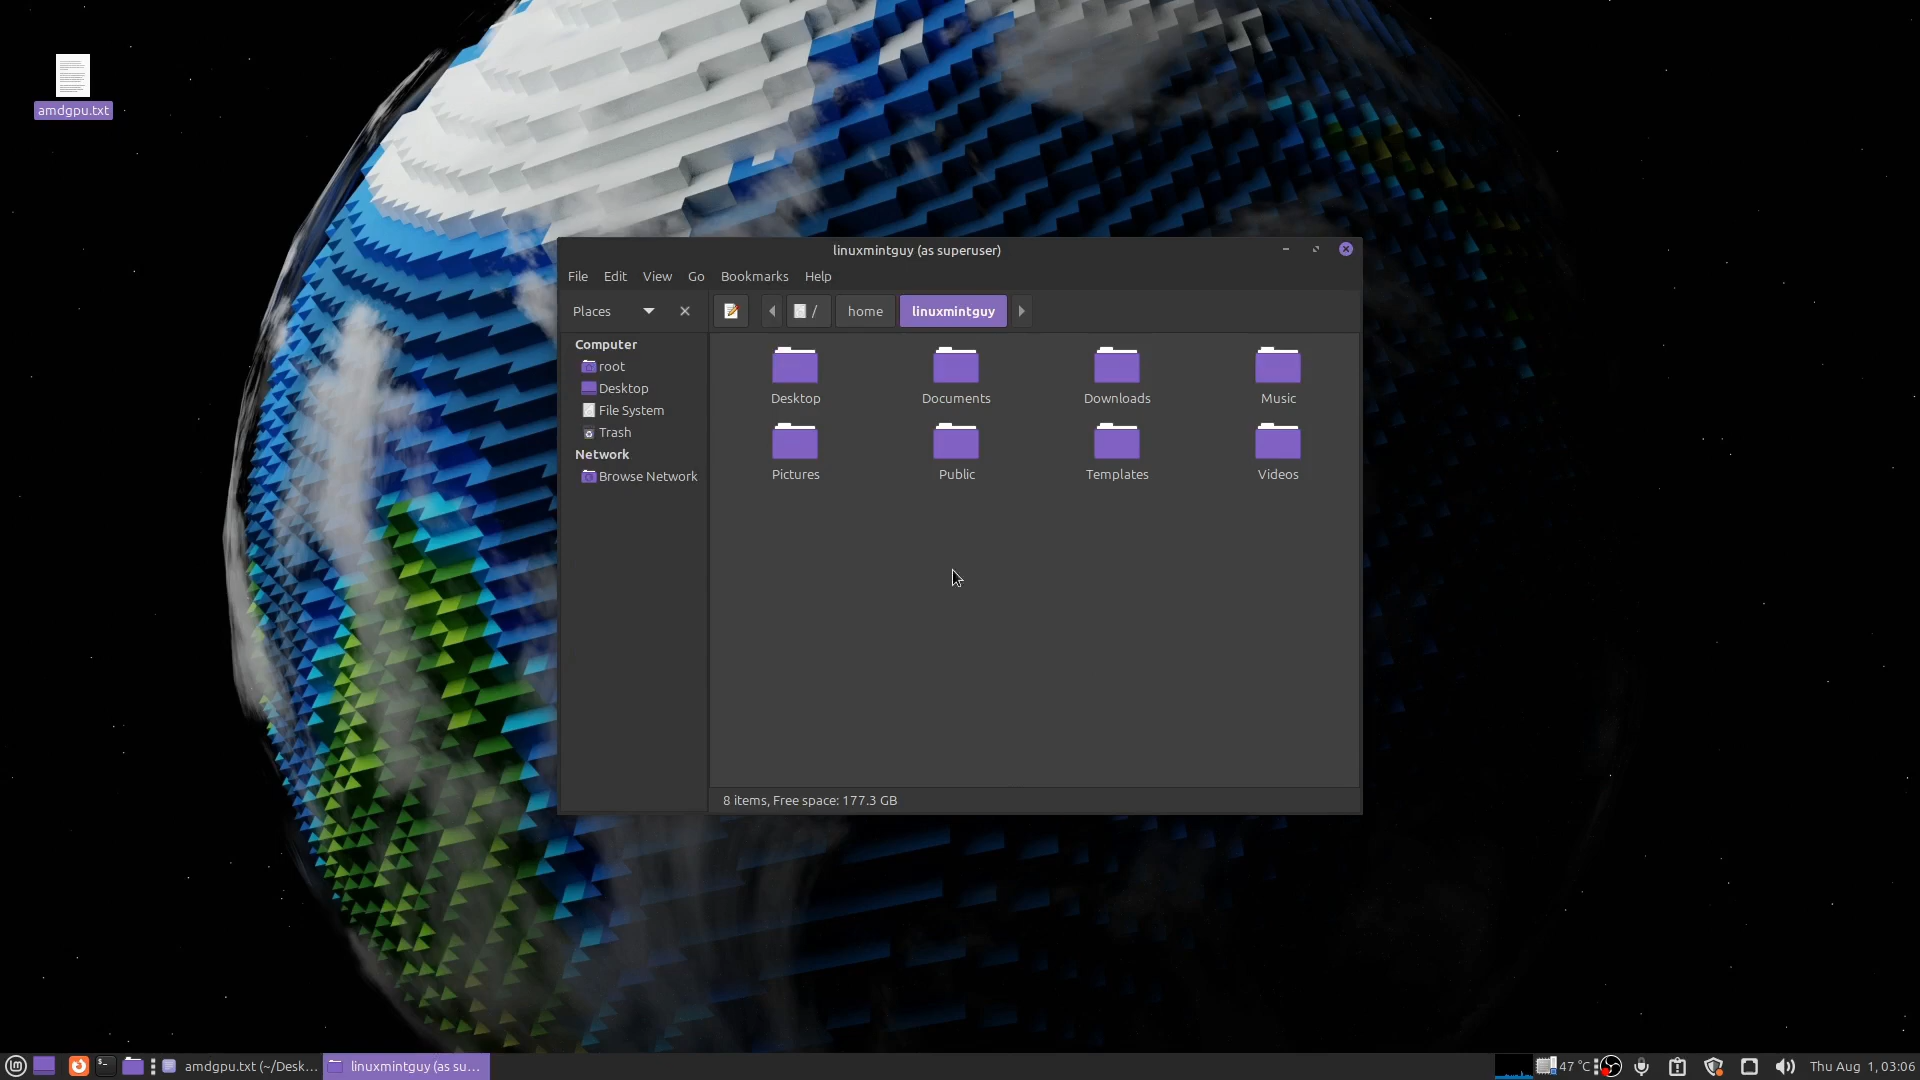 amdgpu.txt
linuxmintguy (as superuser)
File Edit View Go Bookmarks Help
Places / home linuxmintguy
Computer
root
Desktop
File System
Trash
Network
Browse Network
Desktop Documents Downloads Music
Pictures Public Templates Videos
8 items, Free space: 177.3 GB
amdgpu.txt (~/Desk... linuxmintguy (as su... 47 °C Thu Aug 1, 03:06